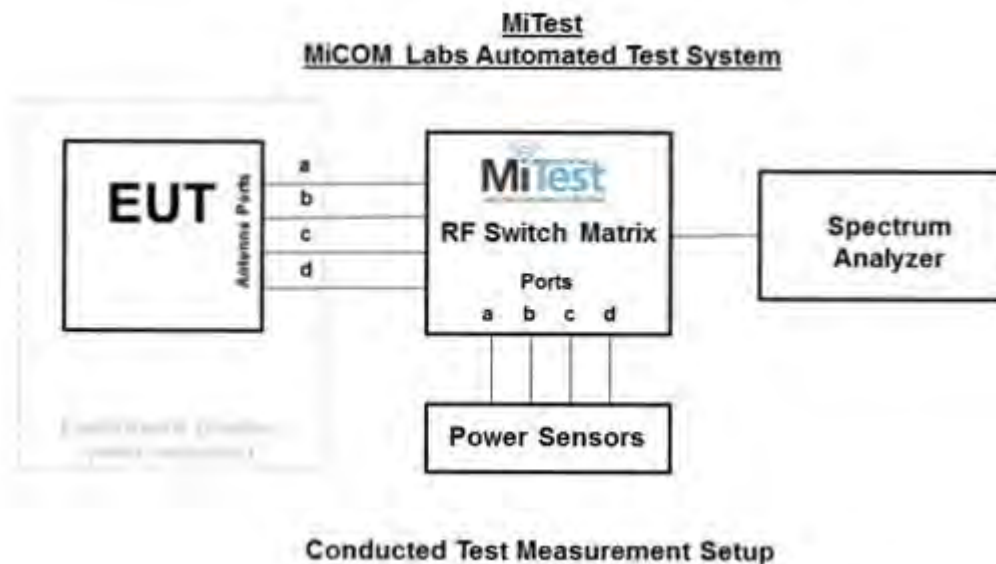 MiTest
MiCOM Labs Automated Test System
EUT
Antenna Ports
a
b
c
d
MiTest
RF Switch Matrix
Ports
a b c d
Spectrum
Analyzer
Power Sensors
Conducted Test Measurement Setup